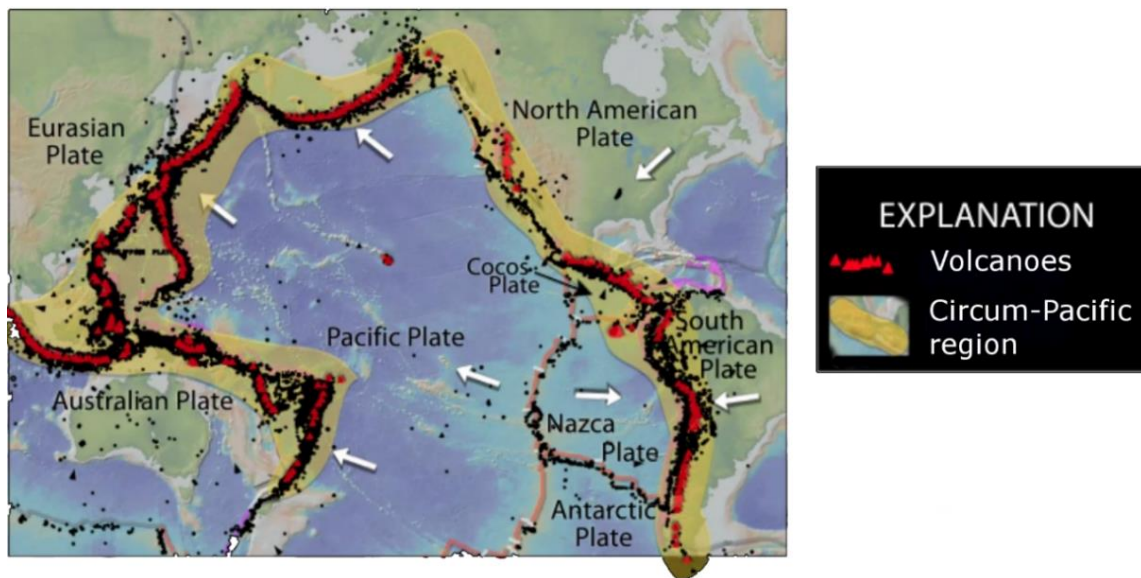 Eurasian
Plate
North American
Plate
Cocos
Plate
Pacific Plate
South
American
Plate
Australian Plate
Nazca
Plate
Antarctic
Plate
EXPLANATION
Volcanoes
Circum-Pacific
region